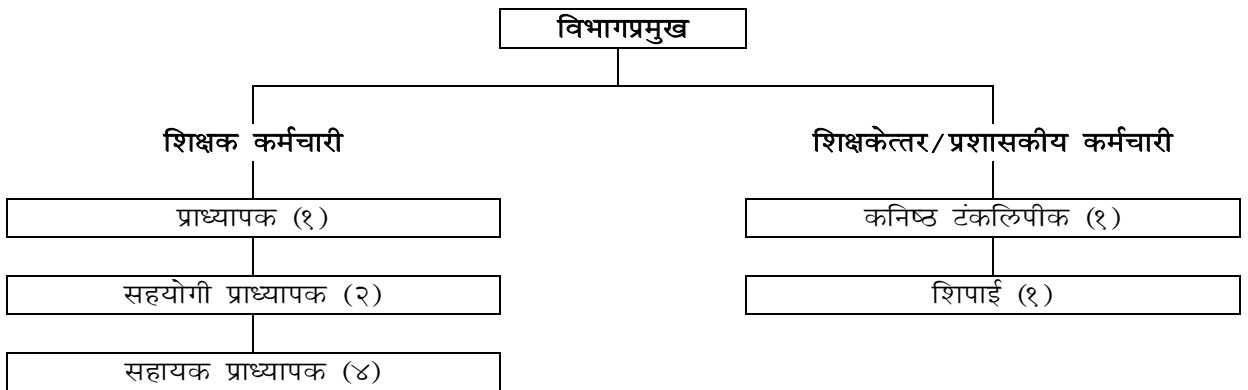 विभागप्रमुख
शिक्षक कर्मचारी
शिक्षकेत्तर/प्रशासकीय कर्मचारी
प्राध्यापक (१)
कनिष्ठ टंकलिपीक (१)
सहयोगी प्राध्यापक (२)
शिपाई (१)
सहायक प्राध्यापक (४)